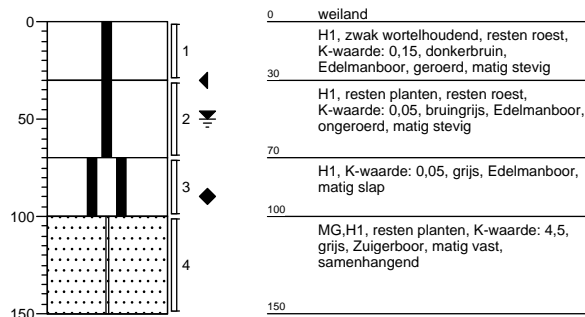 0
50
100
150
1
2
3
4
0 weiland
H1, zwak wortelhoudend, resten roest,
K-waarde: 0,15, donkerbruin,
Edelmanboor, geroerd, matig stevig
30
H1, resten planten, resten roest,
K-waarde: 0,05, bruingrijs, Edelmanboor,
ongeroerd, matig stevig
70
H1, K-waarde: 0,05, grijs, Edelmanboor,
matig slap
100
MG,H1, resten planten, K-waarde: 4,5,
grijs, Zuigerboor, matig vast,
samenhangend
150